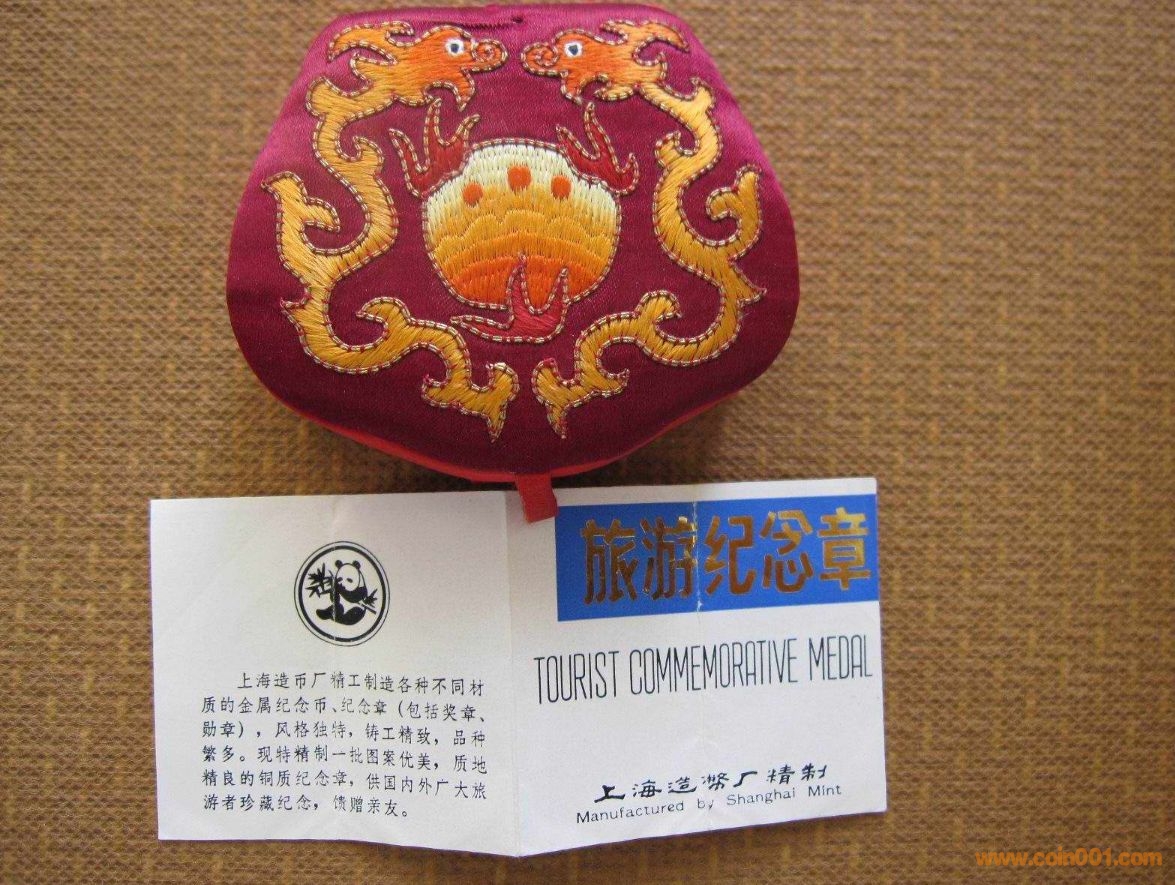 上海造币厂精工制造各种不同材
质的金属纪念币、纪念章（包括奖章、
勋章），风格独特，铸工精致，品种
繁多。现特精制一批图案优美，质地
精良的铜质纪念章，供国内外广大旅
游者珍藏纪念，馈赠亲友。
旅游纪念章
TOURIST COMMEMORATIVE MEDAL
上海造幣厂精制
Manufactured by Shanghai Mint
www.coin001.com